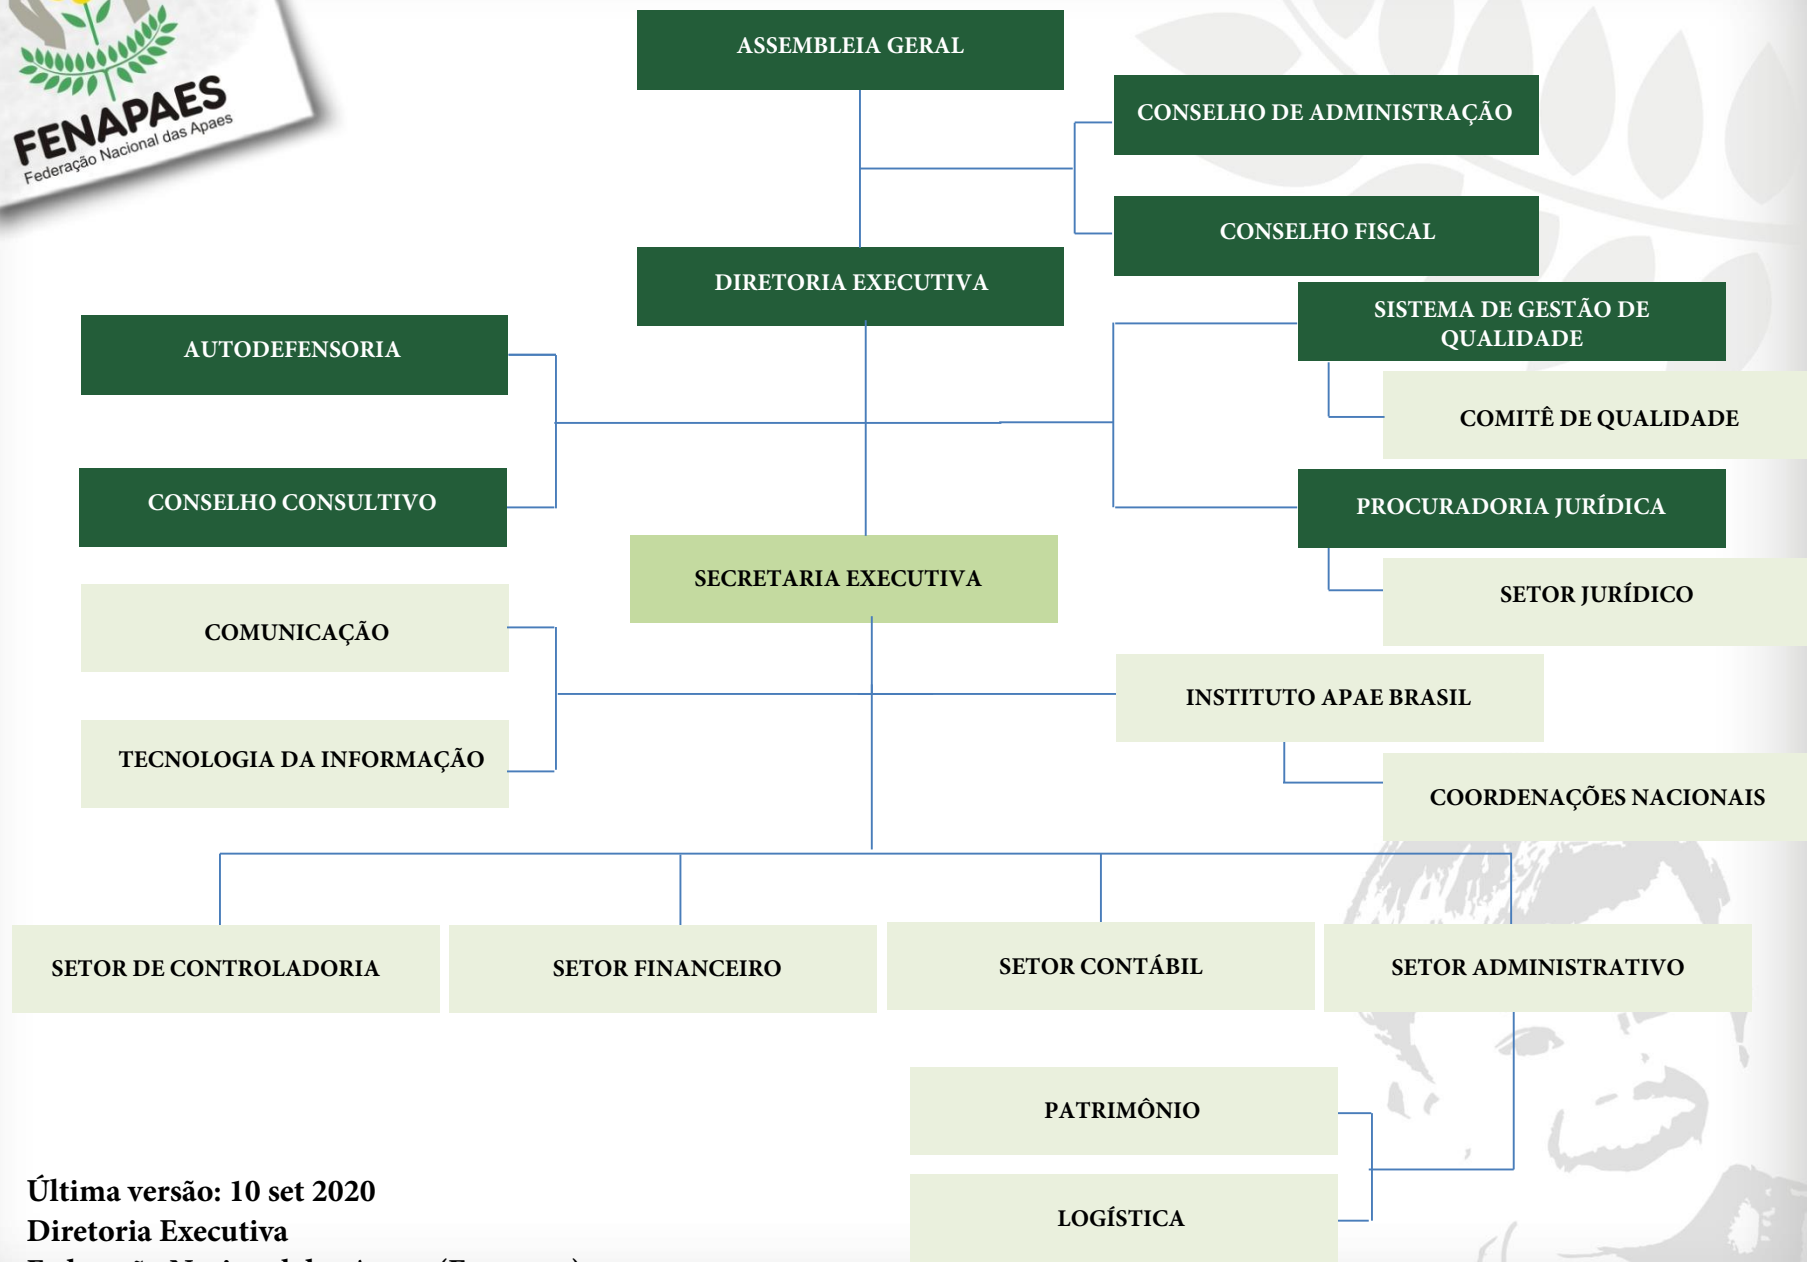 FENAPAES
Federação Nacional das Apaes
ASSEMBLEIA GERAL
CONSELHO DE ADMINISTRAÇÃO
CONSELHO FISCAL
DIRETORIA EXECUTIVA
SISTEMA DE GESTÃO DE
QUALIDADE
AUTODEFENSORIA
COMITÊ DE QUALIDADE
CONSELHO CONSULTIVO
PROCURADORIA JURÍDICA
SECRETARIA EXECUTIVA
SETOR JURÍDICO
COMUNICAÇÃO
INSTITUTO APAE BRASIL
TECNOLOGIA DA INFORMAÇÃO
COORDENAÇÕES NACIONAIS
SETOR DE CONTROLADORIA
SETOR FINANCEIRO
SETOR CONTÁBIL
SETOR ADMINISTRATIVO
PATRIMÔNIO
LOGÍSTICA
Última versão: 10 set 2020
Diretoria Executiva